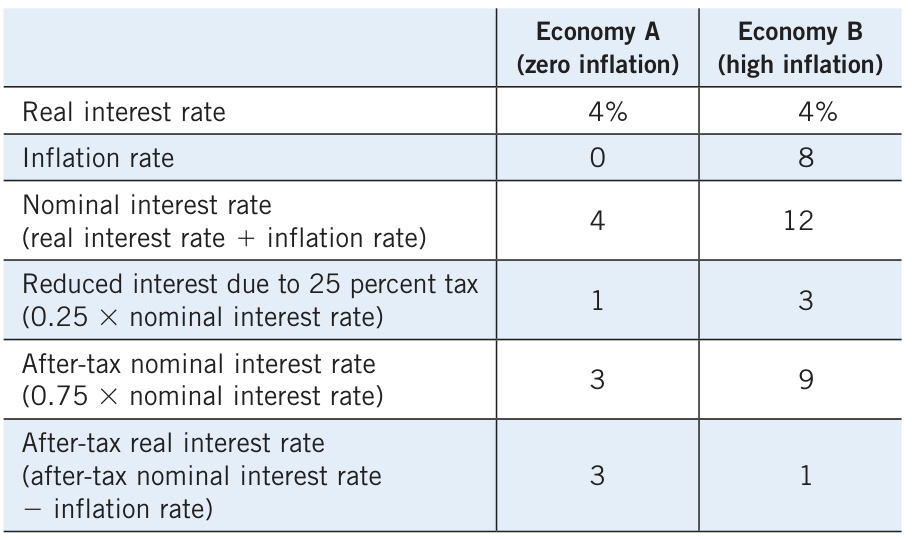 Economy A Economy B
(zero inflation) (high inflation)
Real interest rate 4% 4%
Inflation rate 0 8
Nominal interest rate
(real interest rate + inflation rate) 4 12
Reduced interest due to 25 percent tax
(0.25 × nominal interest rate) 1 3
After-tax nominal interest rate
(0.75 × nominal interest rate) 3 9
After-tax real interest rate
(after-tax nominal interest rate 3 1
− inflation rate)